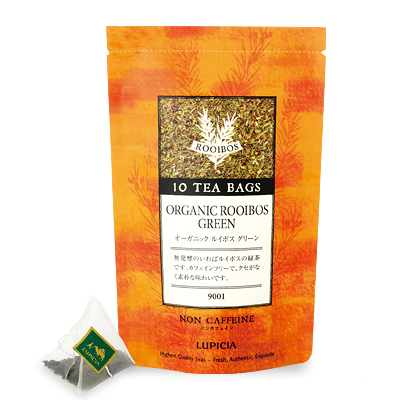 ROOIBOS
10 TEA BAGS
ORGANIC ROOIBOS
GREEN
オーガニック ルイボス グリーン
無発酵のいわばルイボスの緑茶
です。カフェインフリーで、クセがな
く素朴な味わいです。
9001
NON CAFFEINE
ノンカフェイン
LUPICIA
Highest Quality Teas – Fresh, Authentic, Exquisite
LUPICIA